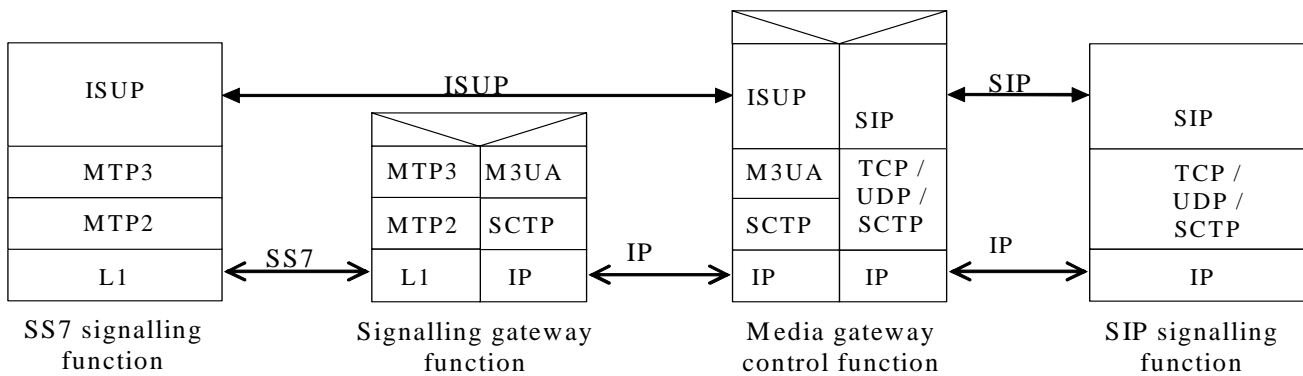 ISUP
MTP3
MTP2
L1
SS7 signalling
function
ISUP
SS7
MTP3
M3UA
MTP2
SCTP
L1
IP
Signalling gateway
function
IP
ISUP
SIP
M3UA
SCTP
TCP /
UDP /
SCTP
IP
IP
Media gateway
control function
SIP
IP
SIP
TCP /
UDP /
SCTP
IP
SIP signalling
function